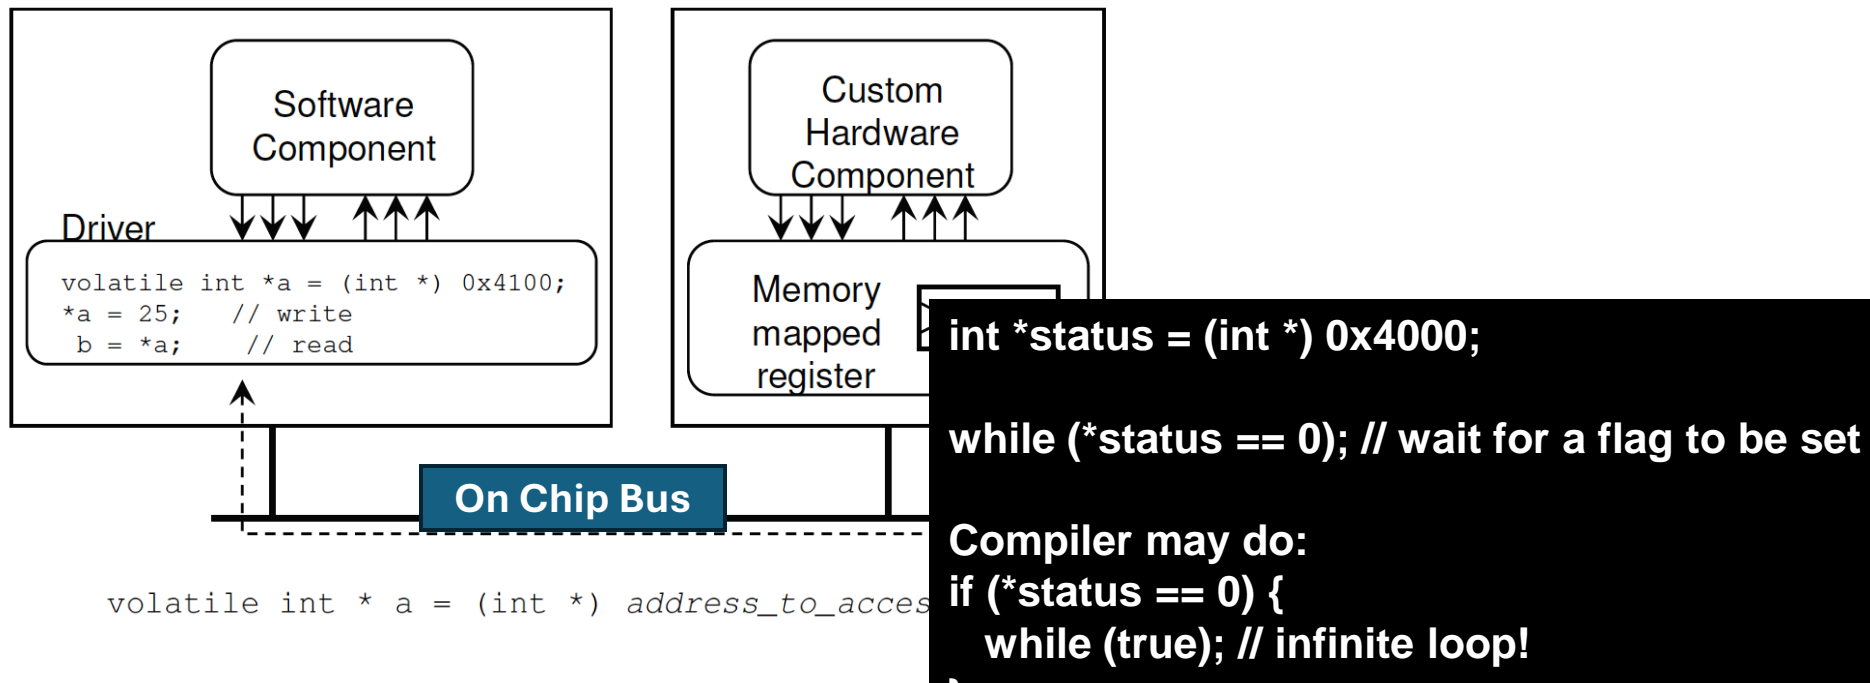 Software
Component
Driver
volatile int *a = (int *) 0x4100;
*a = 25;   // write
b = *a;    // read
Custom
Hardware
Component
Memory
mapped
register
On Chip Bus
volatile int * a = (int *) address_to_acces
int *status = (int *) 0x4000;
while (*status == 0); // wait for a flag to be set
Compiler may do:
if (*status == 0) {
while (true); // infinite loop!
}